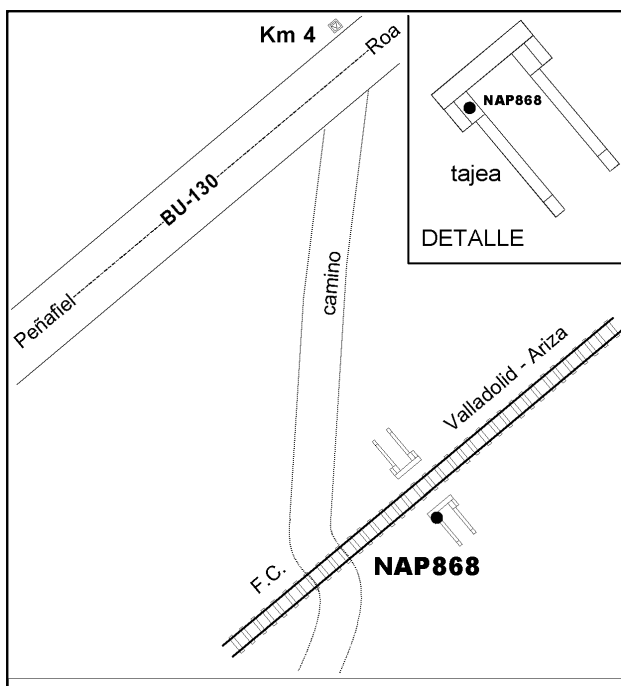 Km 4
Roa
BU-130
Peñafiel
NAP868
tajea
DETALLE
camino
Valladolid - Ariza
F.C.
NAP868